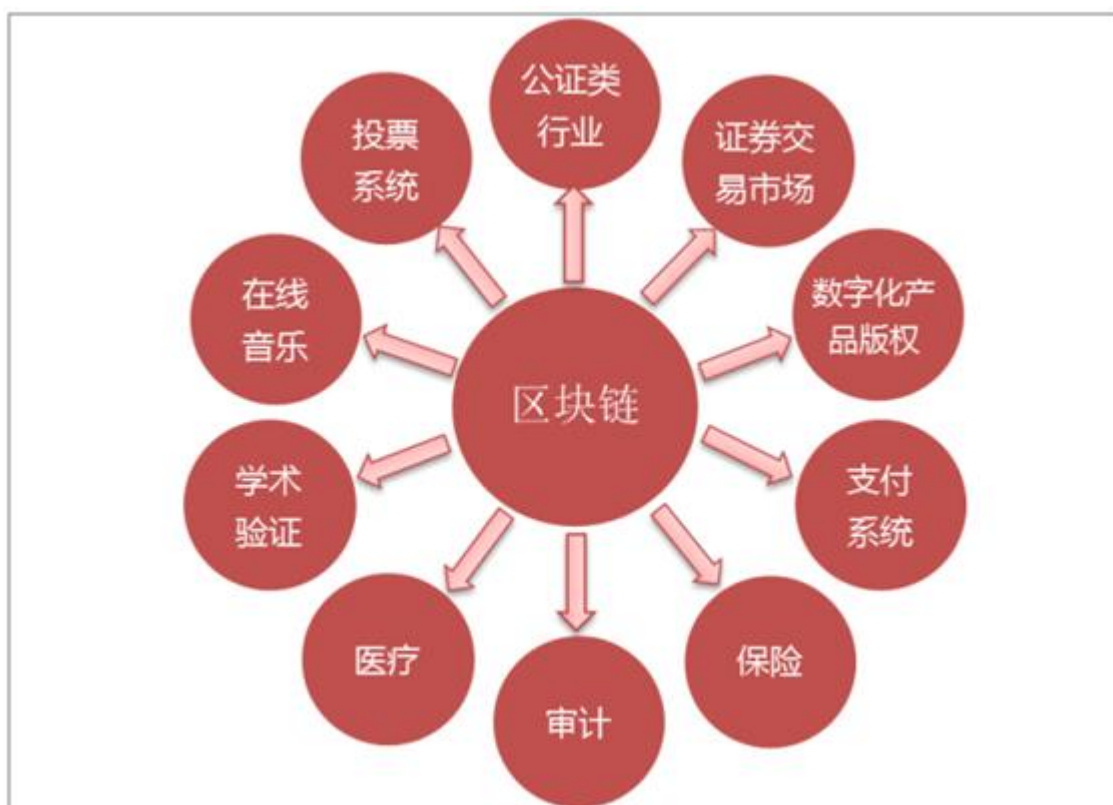 公证类
行业
证券交
易市场
数字化产
品版权
支付
系统
保险
审计
医疗
学术
验证
在线
音乐
投票
系统
区块链